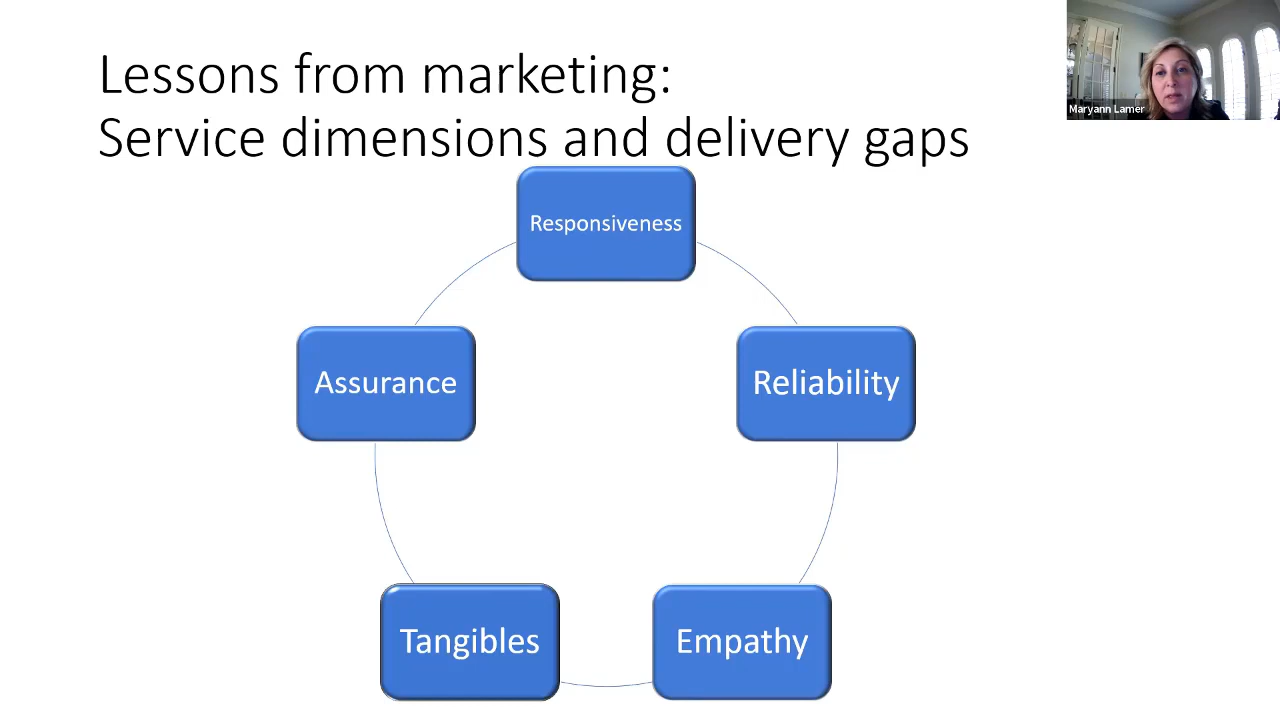 Lessons from marketing:
Service dimensions and delivery gaps
Maryann Lamer
Responsiveness
Assurance
Reliability
Tangibles
Empathy